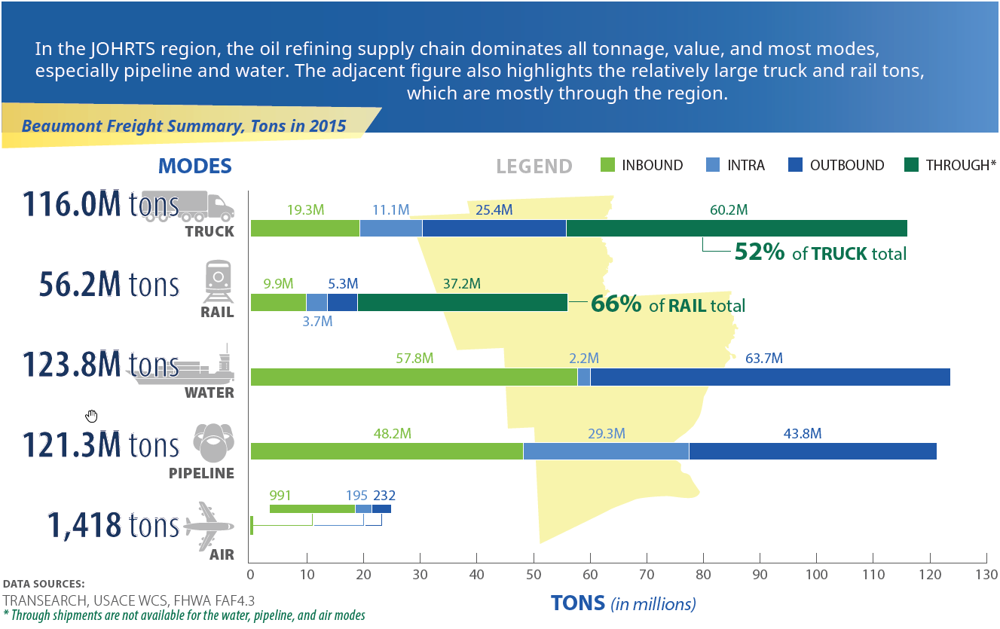 In the JOHRTS region, the oil refining supply chain dominates all tonnage, value, and most modes,
especially pipeline and water. The adjacent figure also highlights the relatively large truck and rail tons,
which are mostly through the region.
Beaumont Freight Summary, Tons in 2015
MODES
LEGEND
INBOUND
INTRA
OUTBOUND
THROUGH*
116.0M tons
TRUCK
19.3M
11.1M
25.4M
60.2M
52% of TRUCK total
56.2M tons
RAIL
9.9M
3.7M
5.3M
37.2M
66% of RAIL total
123.8M tons
WATER
57.8M
2.2M
63.7M
121.3M tons
PIPELINE
48.2M
29.3M
43.8M
1,418 tons
AIR
991
195
232
0 10 20 30 40 50 60 70 80 90 100 110 120 130
TONS (in millions)
DATA SOURCES:
TRANSEARCH, USACE WCS, FHWA FAF4.3
* Through shipments are not available for the water, pipeline, and air modes